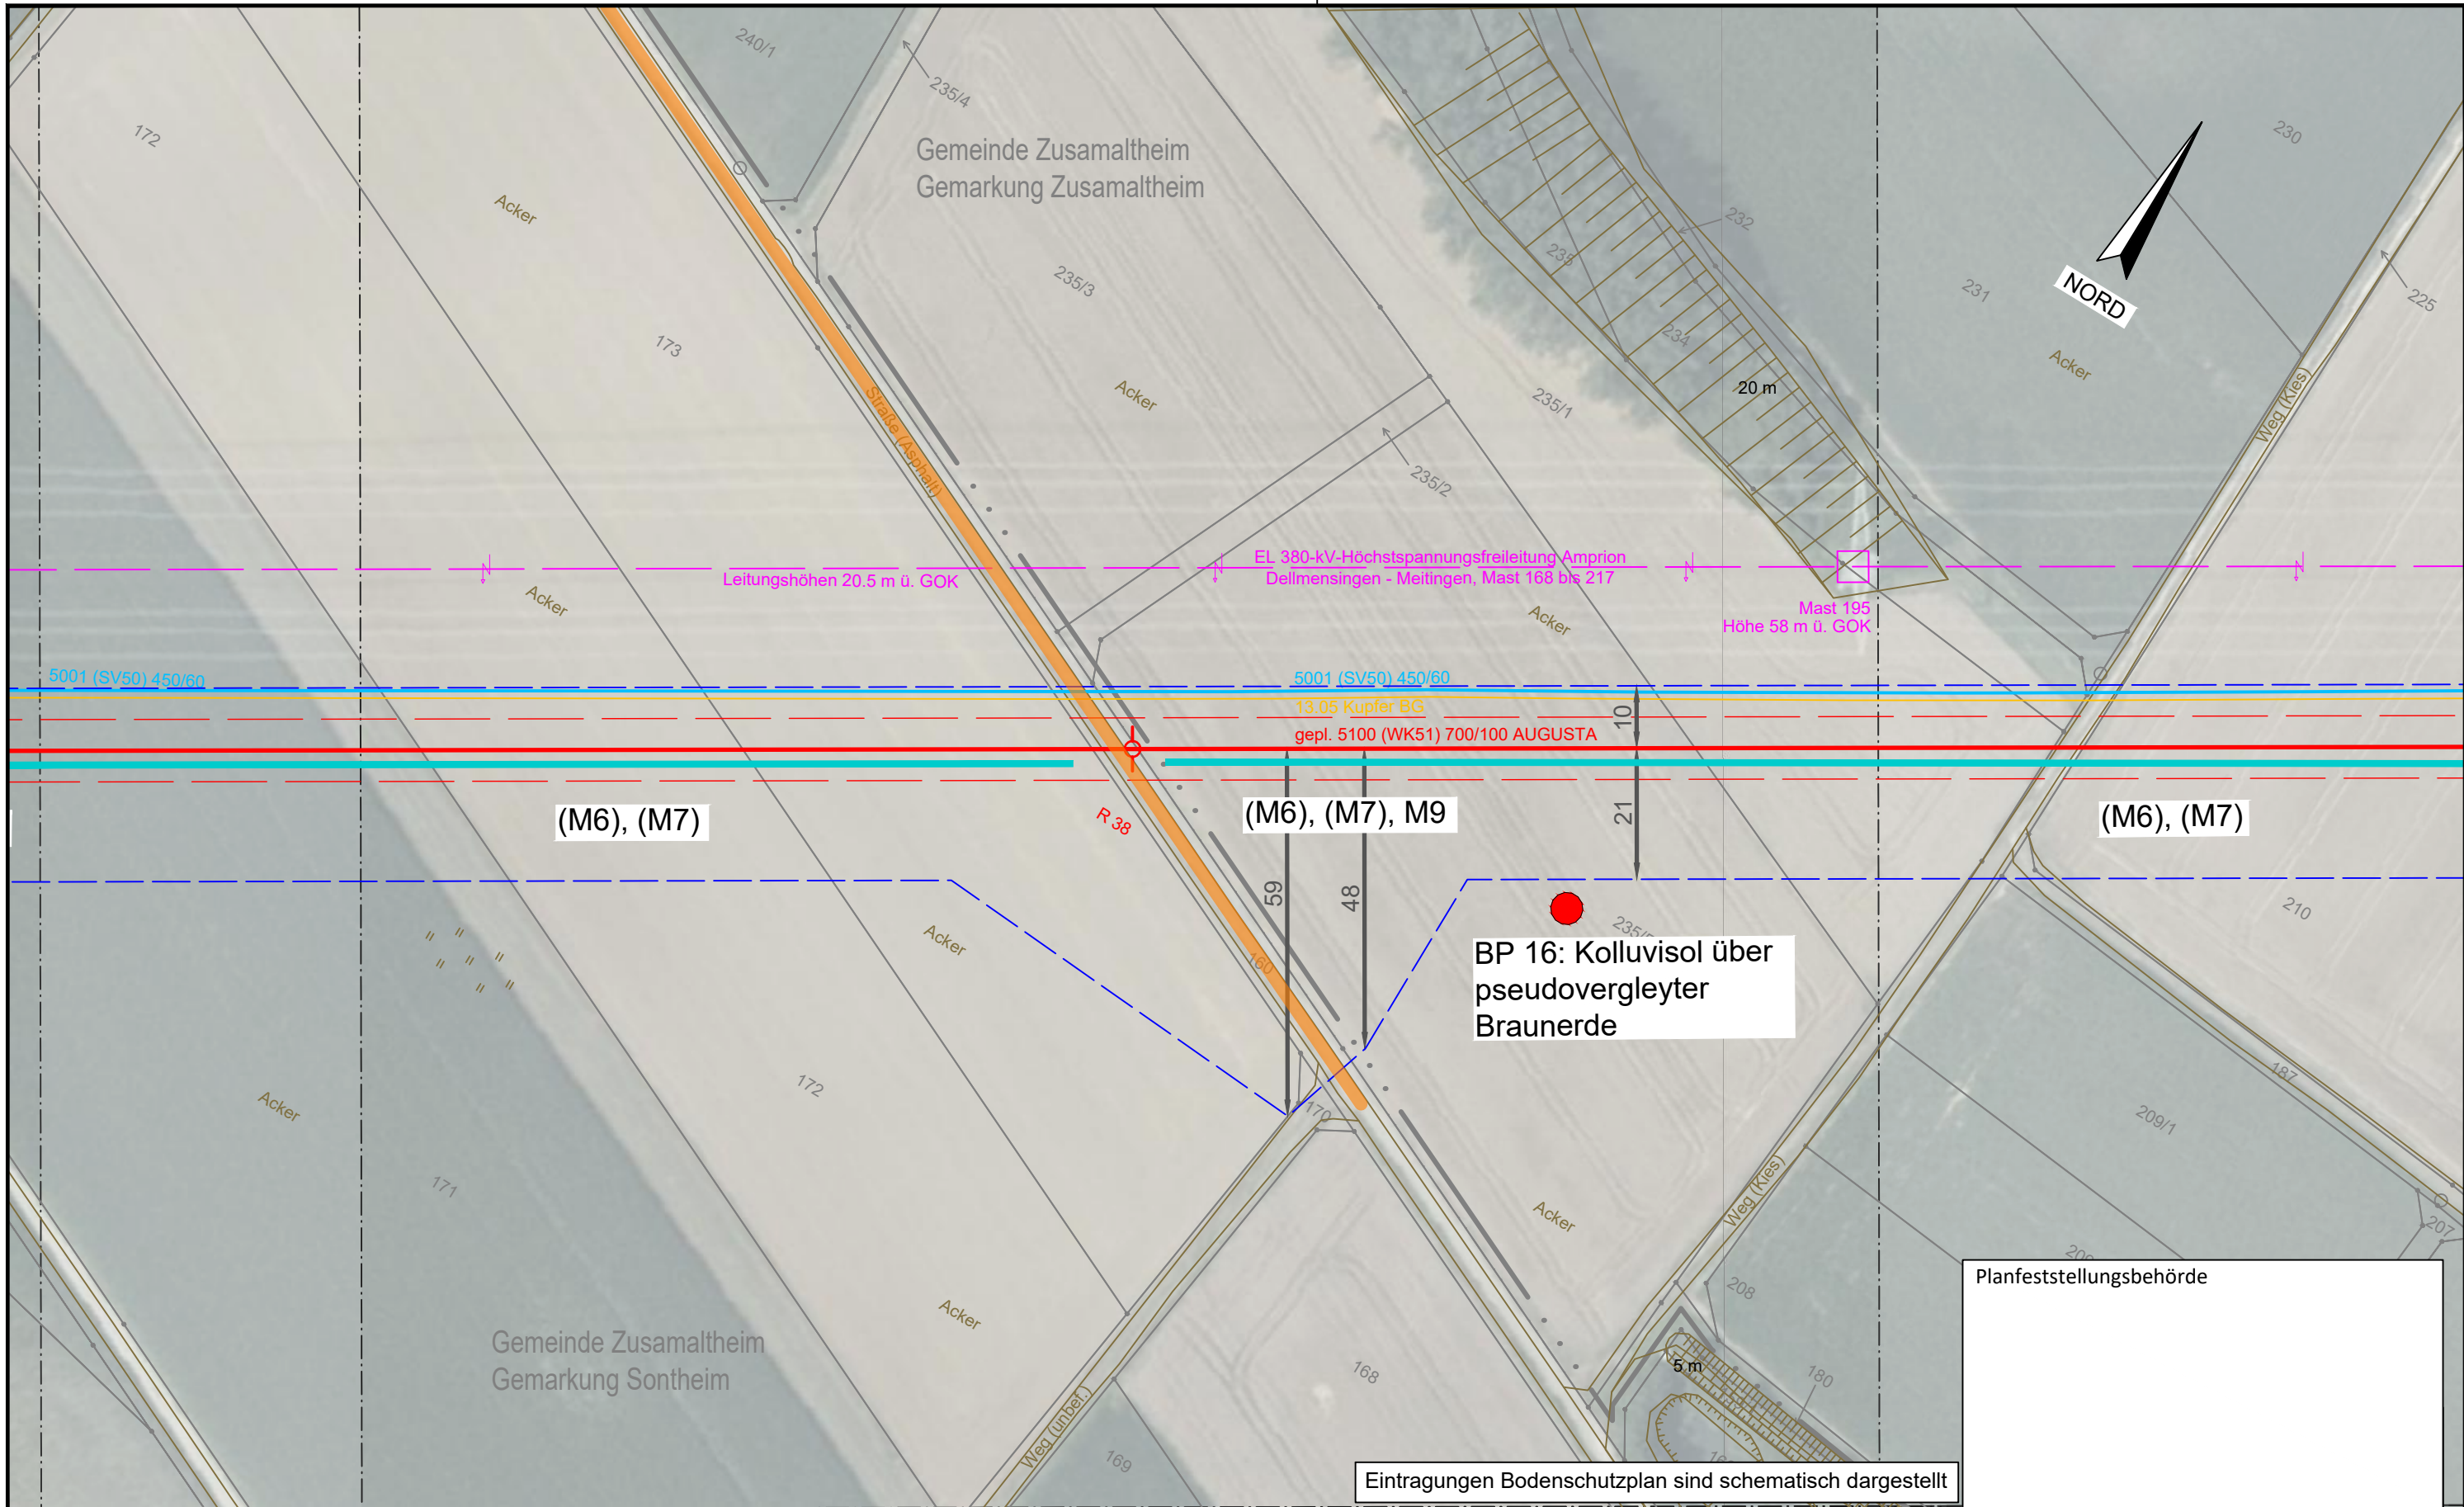 240/1
235/4
172
Gemeinde Zusamaltheim
Gemarkung Zusamaltheim
230
Acker
232
235
235/3
231
NORD
225
234
173
Acker
20 m
Acker
235/1
Weg (Kies)
Straße (Asphalt)
235/2
EL 380-kV-Höchstspannungsfreileitung Amprion
Leitungshöhen 20.5 m ü. GOK
Dellmensingen - Meitingen, Mast 168 bis 217
Acker
Acker
Mast 195
Höhe 58 m ü. GOK
5001 (SV50) 450/60
5001 (SV50) 450/60
13.05 Kupfer BG
10
gepl. 5100 (WK51) 700/100 AUGUSTA
(M6), (M7)
R 38
(M6), (M7), M9
21
(M6), (M7)
59
48
210
Acker
160
BP 16: Kolluvisol über
pseudovergleyter
Braunerde
172
Acker
170
187
209/1
171
Weg (Kies)
Acker
207
208
Planfeststellungsbehörde
Acker
Gemeinde Zusamaltheim
Gemarkung Sontheim
168
5 m
180
Weg (unbef.)
169
Eintragungen Bodenschutzplan sind schematisch dargestellt